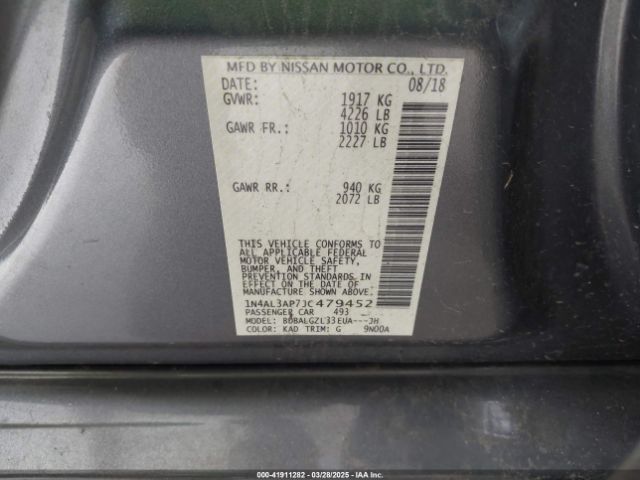 MFD BY NISSAN MOTOR CO., LTD.
DATE: 08/18
GVWR: 1917 KG
4226 LB
GAWR FR.: 1010 KG
2227 LB
GAWR RR.: 940 KG
2072 LB
THIS VEHICLE CONFORMS TO
ALL APPLICABLE FEDERAL
MOTOR VEHICLE SAFETY,
BUMPER, AND THEFT
PREVENTION STANDARDS IN
EFFECT ON THE DATE OF
MANUFACTURE SHOWN ABOVE.
1N4AL3AP7JC479452
PASSENGER CAR 493
MODEL: BDBALGZL33EUA---JH
COLOR: KAD TRIM: G 9N00A
000-41911282 | 03/28/2025 | IAAI.COM